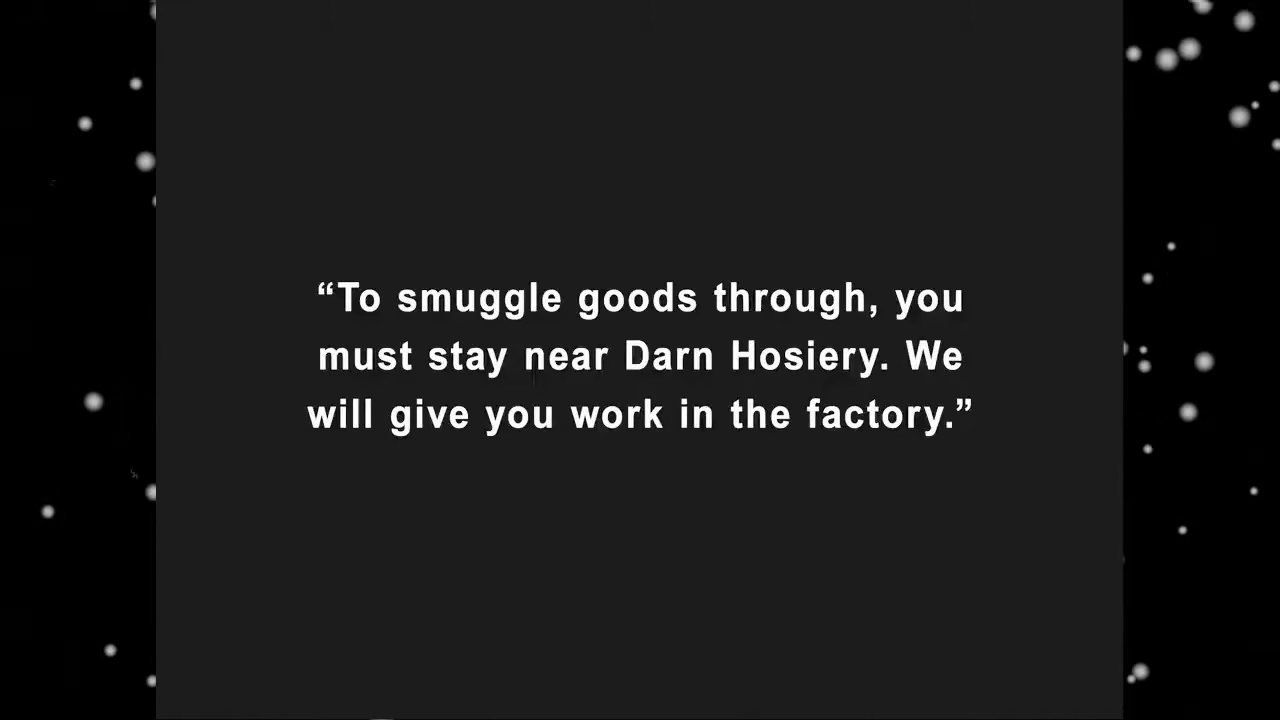 “To smuggle goods through, you
must stay near Darn Hosiery. We
will give you work in the factory.”